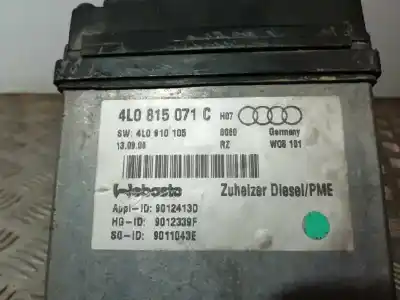 4L0 815 071 C H07
SW: 4L0 910 105 0080 Germany
13.09.06 RZ W08 101
Webasto Zuheizer Diesel/PME
Appl-ID: 9012413D
HG-ID: 9012339F
SG-ID: 9011043E